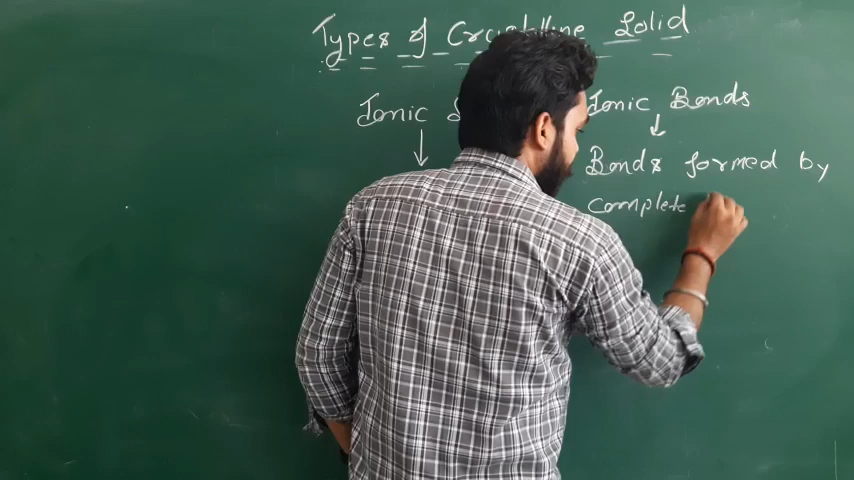 Types of Crystalline Solid
Ionic S Ionic Bonds
Bonds formed by
complete